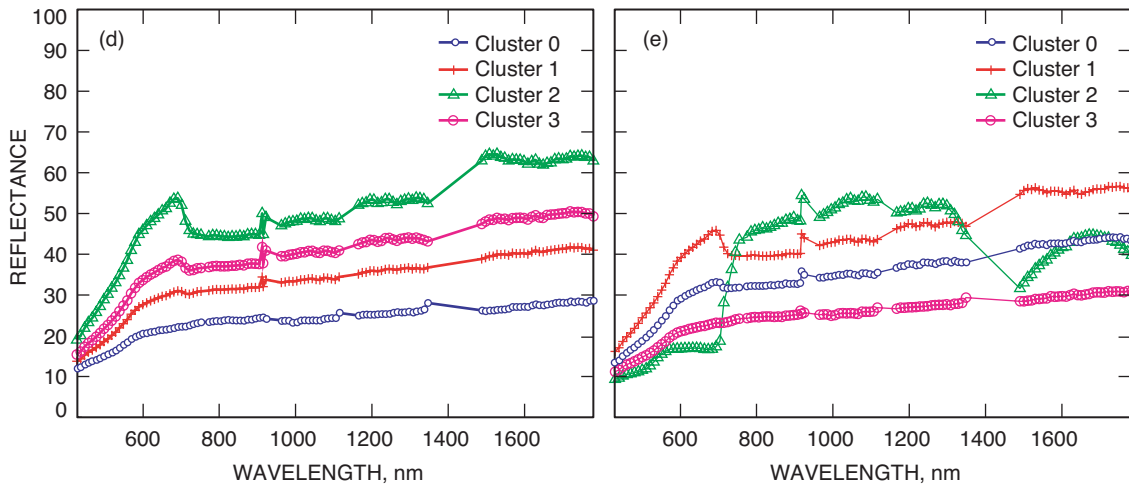 100
90
80
70
60
50
40
30
20
10
0
REFLECTANCE
(d)
Cluster 0
Cluster 1
Cluster 2
Cluster 3
600 800 1000 1200 1400 1600
WAVELENGTH, nm
(e)
Cluster 0
Cluster 1
Cluster 2
Cluster 3
600 800 1000 1200 1400 1600
WAVELENGTH, nm